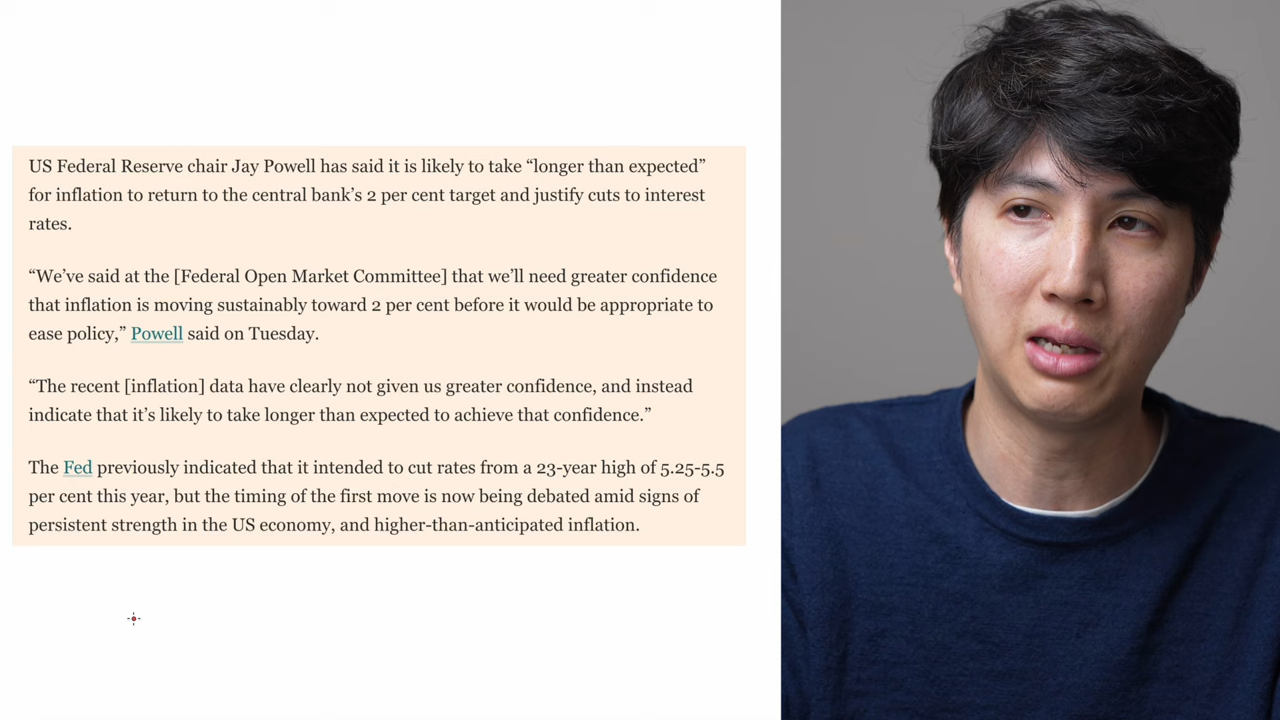 US Federal Reserve chair Jay Powell has said it is likely to take “longer than expected”
for inflation to return to the central bank’s 2 per cent target and justify cuts to interest
rates.
“We’ve said at the [Federal Open Market Committee] that we’ll need greater confidence
that inflation is moving sustainably toward 2 per cent before it would be appropriate to
ease policy,” Powell said on Tuesday.
“The recent [inflation] data have clearly not given us greater confidence, and instead
indicate that it’s likely to take longer than expected to achieve that confidence.”
The Fed previously indicated that it intended to cut rates from a 23-year high of 5.25-5.5
per cent this year, but the timing of the first move is now being debated amid signs of
persistent strength in the US economy, and higher-than-anticipated inflation.